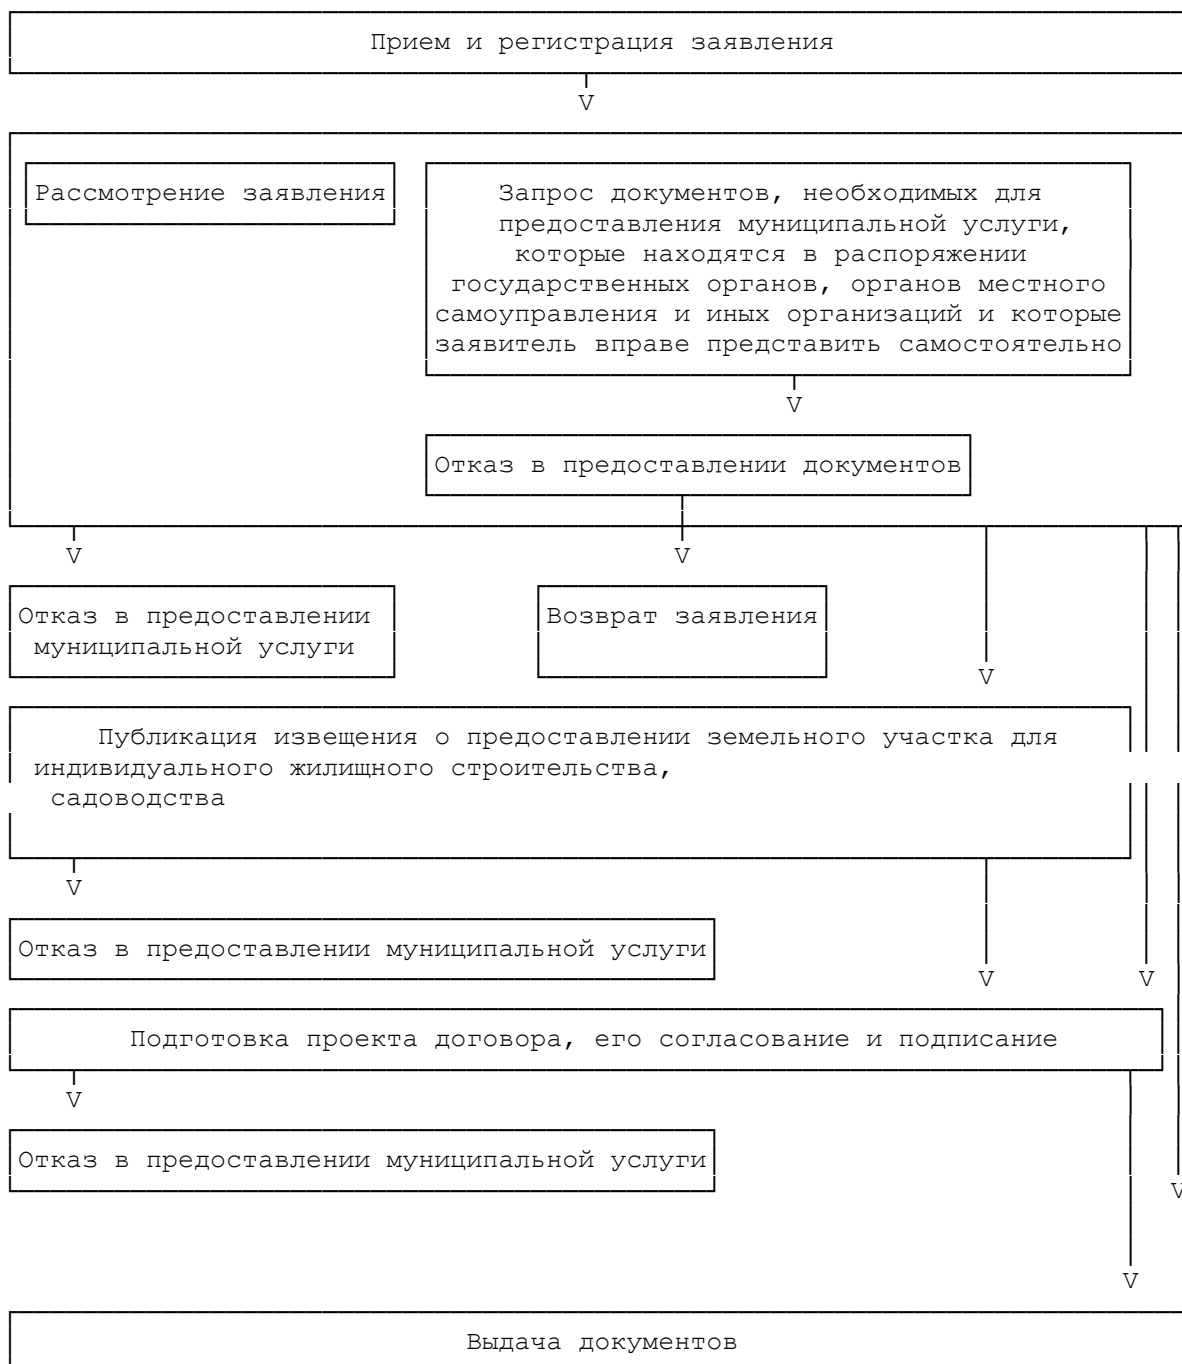 Прием и регистрация заявления
V
Рассмотрение заявления
Запрос документов, необходимых для
предоставления муниципальной услуги,
которые находятся в распоряжении
государственных органов, органов местного
самоуправления и иных организаций и которые
заявитель вправе представить самостоятельно
V
Отказ в предоставлении документов
V V
Отказ в предоставлении
муниципальной услуги
Возврат заявления
V
Публикация извещения о предоставлении земельного участка для
индивидуального жилищного строительства,
садоводства
V
Отказ в предоставлении муниципальной услуги
V V
Подготовка проекта договора, его согласование и подписание
V
Отказ в предоставлении муниципальной услуги
V
V
Выдача документов